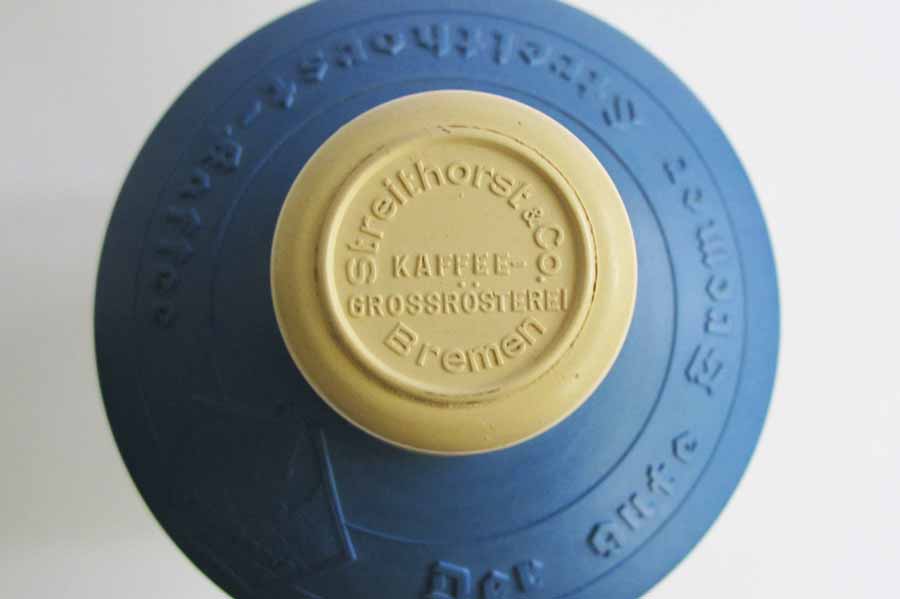 Streithorst & Co.
KAFFEE-
GROSSRÖSTEREI
Bremen
Der Gute Bremer Streithorst-Kaffee